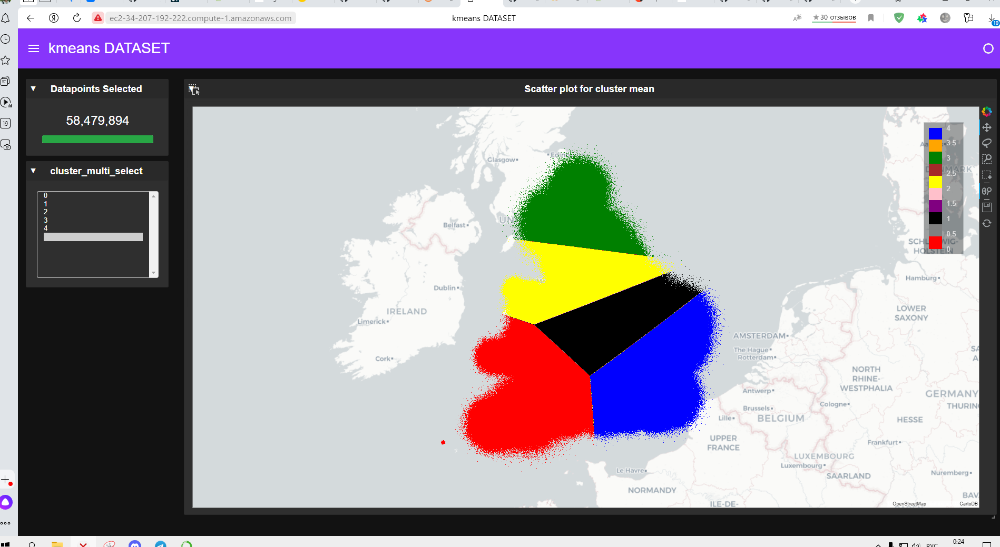 ec2-34-207-192-222.compute-1.amazonaws.com
kmeans DATASET
★ 30 отзывов
10
kmeans DATASET
19
Datapoints Selected
58,479,894
cluster_multi_select
0
1
2
3
4
Scatter plot for cluster mean
Glasgow
Belfast
Dublin
IRELAND
Limerick
Cork
UN
4
3.5
3
2.5
2
1.5
1
0.5
0
Hamburg
LOWER
SAXONY
AMSTERDAM
The Hague
Rotterdam
NORTH
RHINE-
WESTPHALIA
Antwerp
GERMANY
Cologne
THURIN
Brussels
Lille
BELGIUM
HESSE
UPPER
FRANCE
Frankfurt
LUXEMBOURG
Luxembourg
Le Havre
SAARLAND
Nuremberg
NORMANDY
BAV
ILE-DE-
OpenStreetMap
CartoDB
РУС
0:24